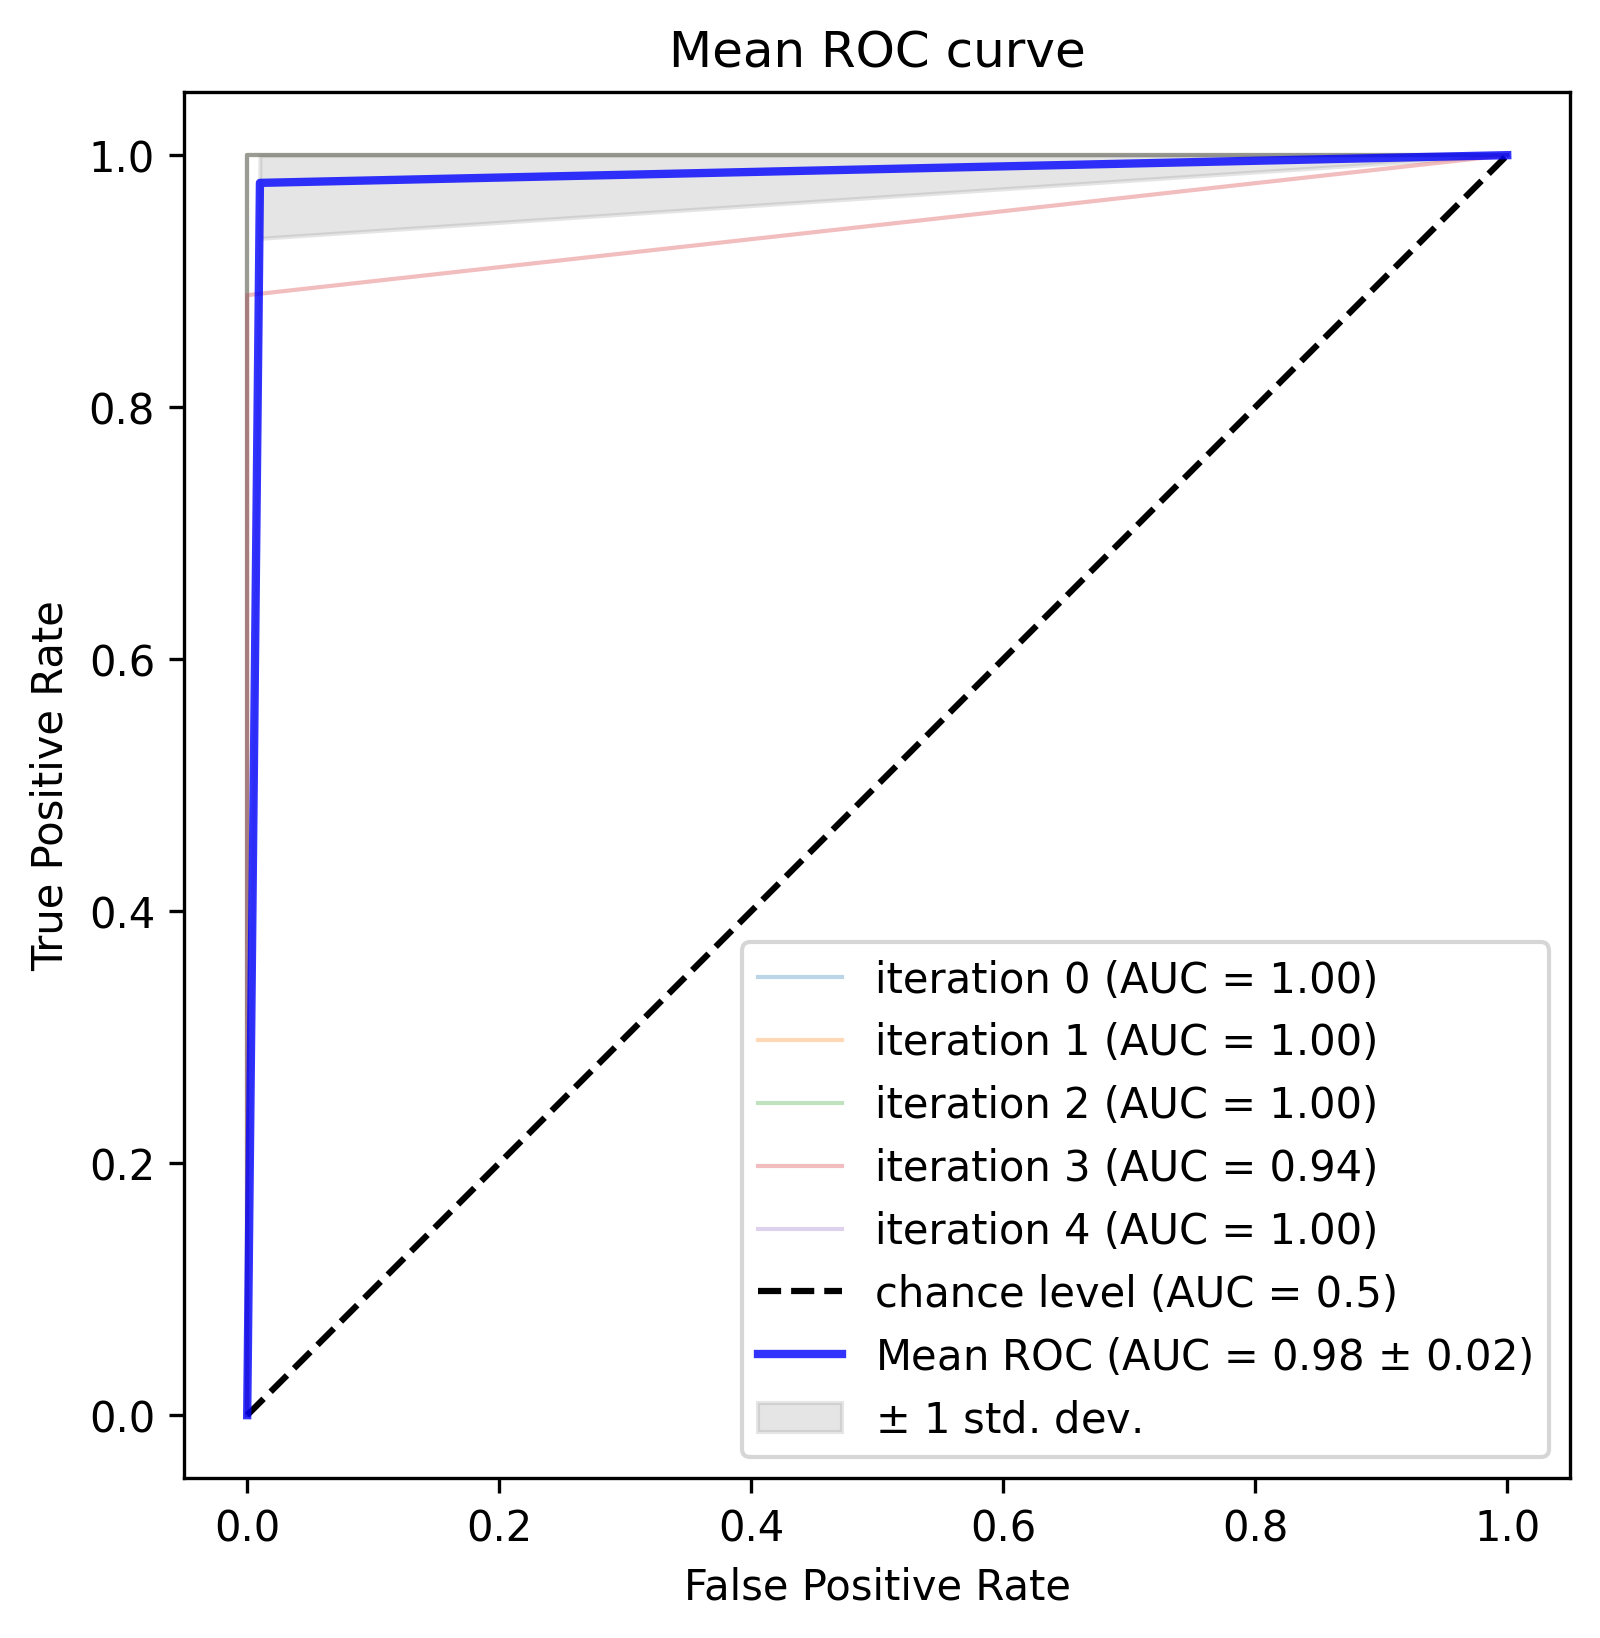 Mean ROC curve
1.0
0.8
0.6
0.4
0.2
0.0
True Positive Rate
iteration 0 (AUC = 1.00)
iteration 1 (AUC = 1.00)
iteration 2 (AUC = 1.00)
iteration 3 (AUC = 0.94)
iteration 4 (AUC = 1.00)
chance level (AUC = 0.5)
Mean ROC (AUC = 0.98 ± 0.02)
± 1 std. dev.
0.0 0.2 0.4 0.6 0.8 1.0
False Positive Rate